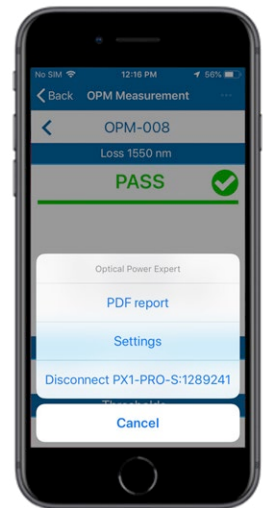 No SIM 12:16 PM 56%
Back OPM Measurement ...
OPM-008
Loss 1550 nm
PASS
Optical Power Expert
PDF report
Settings
Disconnect PX1-PRO-S:1289241
Thresholds
Cancel